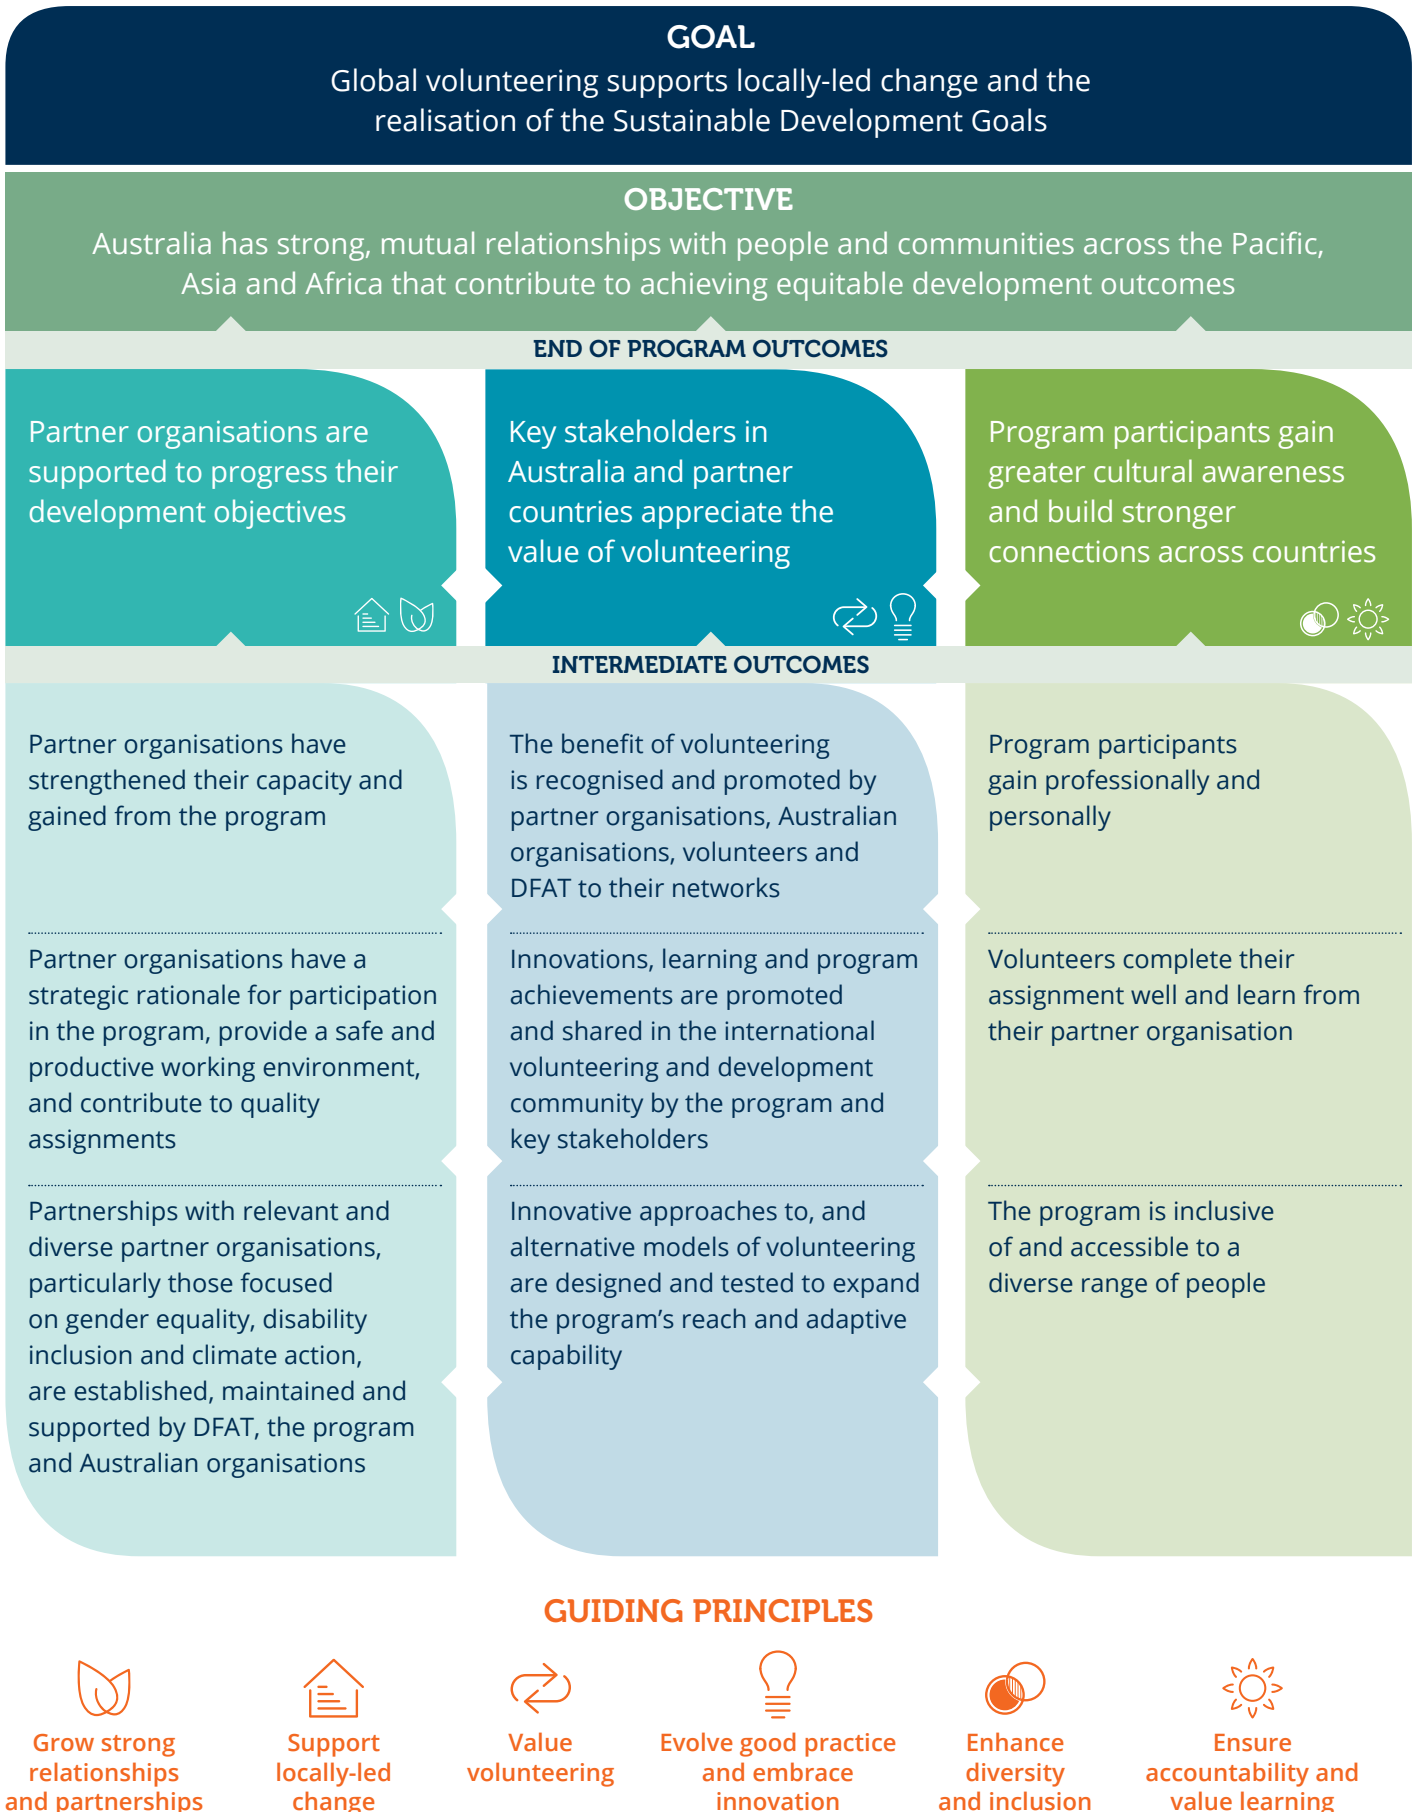 GOAL
Global volunteering supports locally-led change and the
realisation of the Sustainable Development Goals
OBJECTIVE
Australia has strong, mutual relationships with people and communities across the Pacific,
Asia and Africa that contribute to achieving equitable development outcomes
END OF PROGRAM OUTCOMES
Partner organisations are
supported to progress their
development objectives
Key stakeholders in
Australia and partner
countries appreciate the
value of volunteering
Program participants gain
greater cultural awareness
and build stronger
connections across countries
INTERMEDIATE OUTCOMES
Partner organisations have
strengthened their capacity and
gained from the program
The benefit of volunteering
is recognised and promoted by
partner organisations, Australian
organisations, volunteers and
DFAT to their networks
Program participants
gain professionally and
personally
Partner organisations have a
strategic rationale for participation
in the program, provide a safe and
productive working environment,
and contribute to quality
assignments
Innovations, learning and program
achievements are promoted
and shared in the international
volunteering and development
community by the program and
key stakeholders
Volunteers complete their
assignment well and learn from
their partner organisation
Partnerships with relevant and
diverse partner organisations,
particularly those focused
on gender equality, disability
inclusion and climate action,
are established, maintained and
supported by DFAT, the program
and Australian organisations
Innovative approaches to, and
alternative models of volunteering
are designed and tested to expand
the program's reach and adaptive
capability
The program is inclusive
of and accessible to a
diverse range of people
GUIDING PRINCIPLES
Grow strong
relationships
and partnerships
Support
locally-led
change
Value
volunteering
Evolve good practice
and embrace
innovation
Enhance
diversity
and inclusion
Ensure
accountability and
value learning